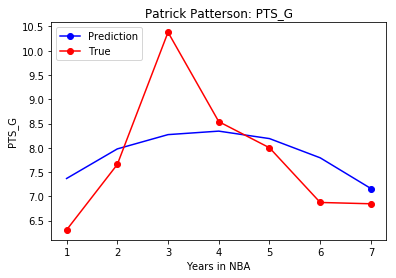 Patrick Patterson: PTS_G
Prediction
True
PTS_G
10.5
10.0
9.5
9.0
8.5
8.0
7.5
7.0
6.5
1 2 3 4 5 6 7
Years in NBA